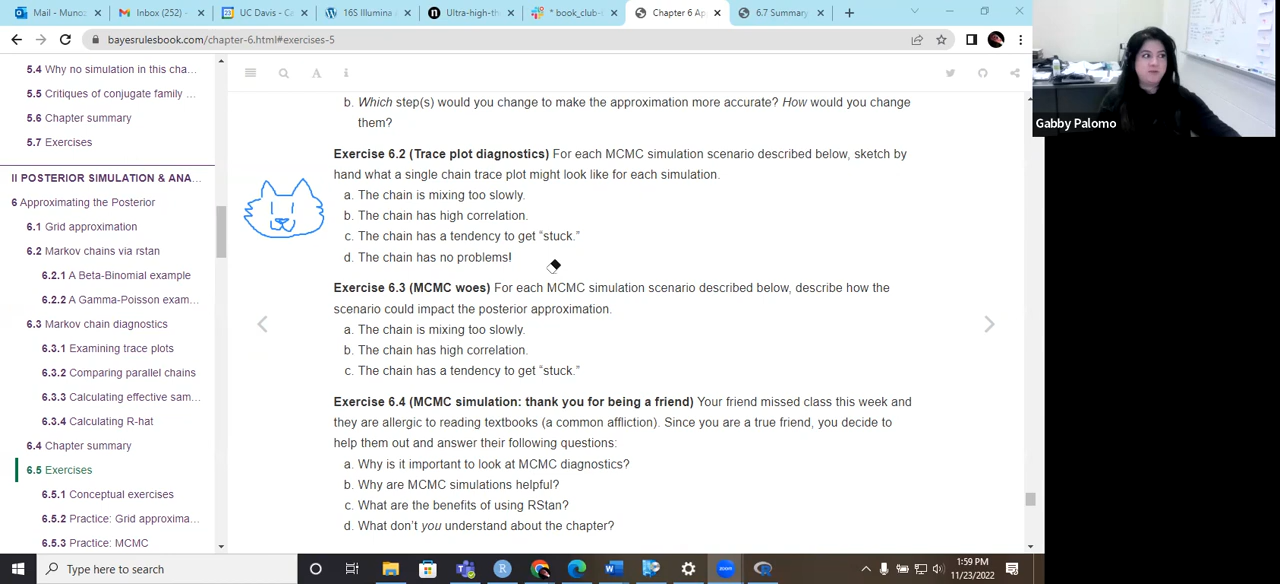 Mail - Muno
Inbox (252) -
UC Davis - C
16S Illumina
Ultra-high-th
* book_club-
Chapter 6 Ap
6.7 Summary
bayesrulesbook.com/chapter-6.html#exercises-5
5.4 Why no simulation in this cha...
5.5 Critiques of conjugate family ...
5.6 Chapter summary
5.7 Exercises
II POSTERIOR SIMULATION & ANA...
6 Approximating the Posterior
6.1 Grid approximation
6.2 Markov chains via rstan
6.2.1 A Beta-Binomial example
6.2.2 A Gamma-Poisson exam...
6.3 Markov chain diagnostics
6.3.1 Examining trace plots
6.3.2 Comparing parallel chains
6.3.3 Calculating effective sam...
6.3.4 Calculating R-hat
6.4 Chapter summary
6.5 Exercises
6.5.1 Conceptual exercises
6.5.2 Practice: Grid approxima...
6.5.3 Practice: MCMC
b. Which step(s) would you change to make the approximation more accurate? How would you change
them?
Exercise 6.2 (Trace plot diagnostics) For each MCMC simulation scenario described below, sketch by
hand what a single chain trace plot might look like for each simulation.
a. The chain is mixing too slowly.
b. The chain has high correlation.
c. The chain has a tendency to get “stuck.”
d. The chain has no problems!
Exercise 6.3 (MCMC woes) For each MCMC simulation scenario described below, describe how the
scenario could impact the posterior approximation.
a. The chain is mixing too slowly.
b. The chain has high correlation.
c. The chain has a tendency to get “stuck.”
Exercise 6.4 (MCMC simulation: thank you for being a friend) Your friend missed class this week and
they are allergic to reading textbooks (a common affliction). Since you are a true friend, you decide to
help them out and answer their following questions:
a. Why is it important to look at MCMC diagnostics?
b. Why are MCMC simulations helpful?
c. What are the benefits of using RStan?
d. What don’t you understand about the chapter?
Gabby Palomo
Type here to search
1:59 PM
11/23/2022